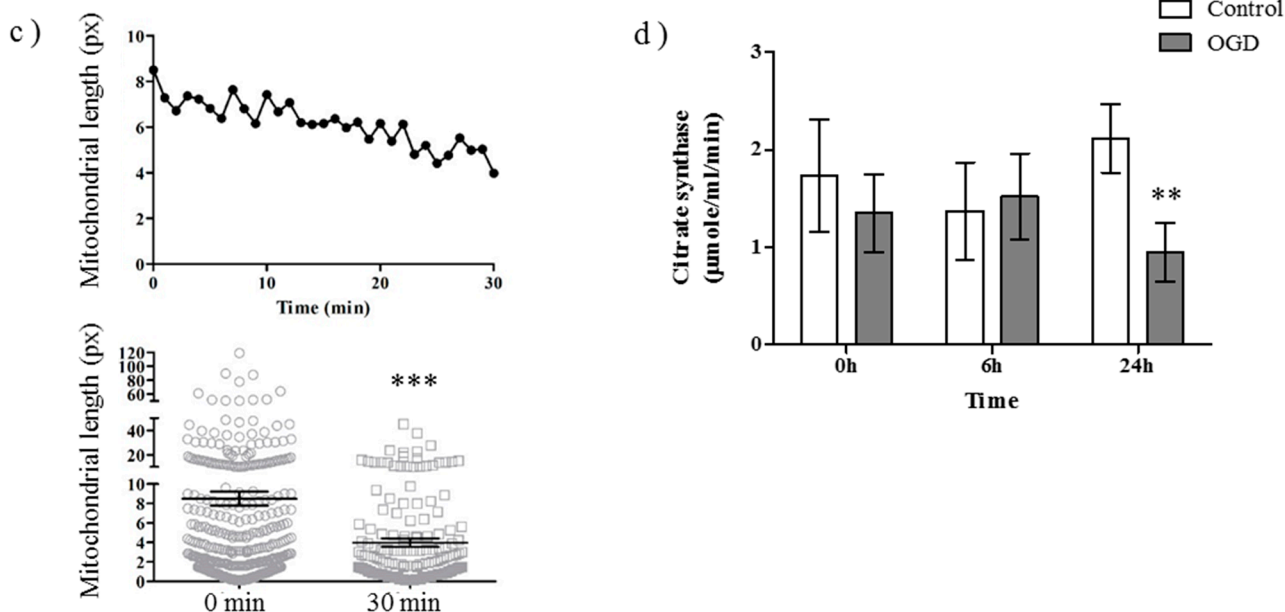 c )
Mitochondrial length (px)
10
8
6
4
2
0
0 10 20 30
Time (min)
Mitochondrial length (px)
120
100
80
60
40
20
10
8
6
4
2
0
***
0 min 30 min
d )
Control
OGD
Citrate synthase
(µmole/ml/min)
3
2
1
0
**
0h 6h 24h
Time